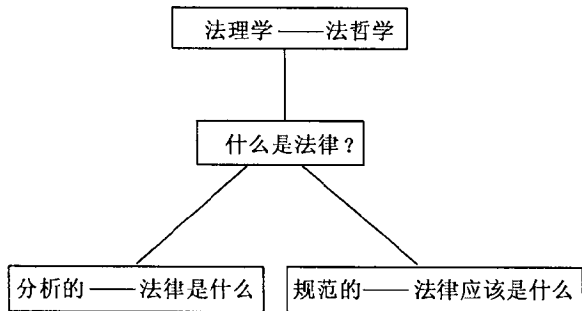 法理学——法哲学
什么是法律？
分析的——法律是什么
规范的——法律应该是什么